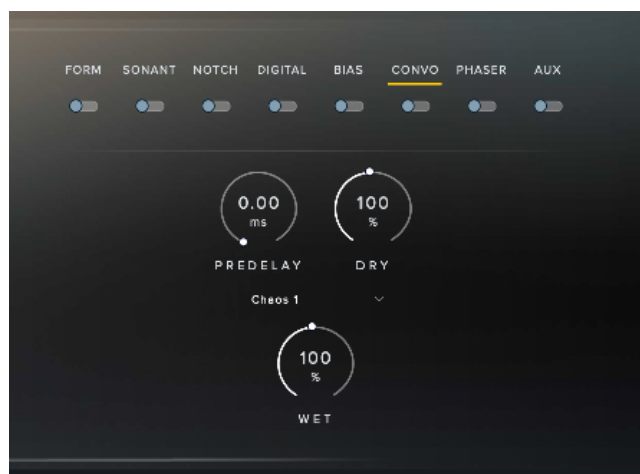 FORM SONANT NOTCH DIGITAL BIAS CONVO PHASER AUX
0.00 100
ms %
PREDELAY DRY
Chaos 1
100
%
WET